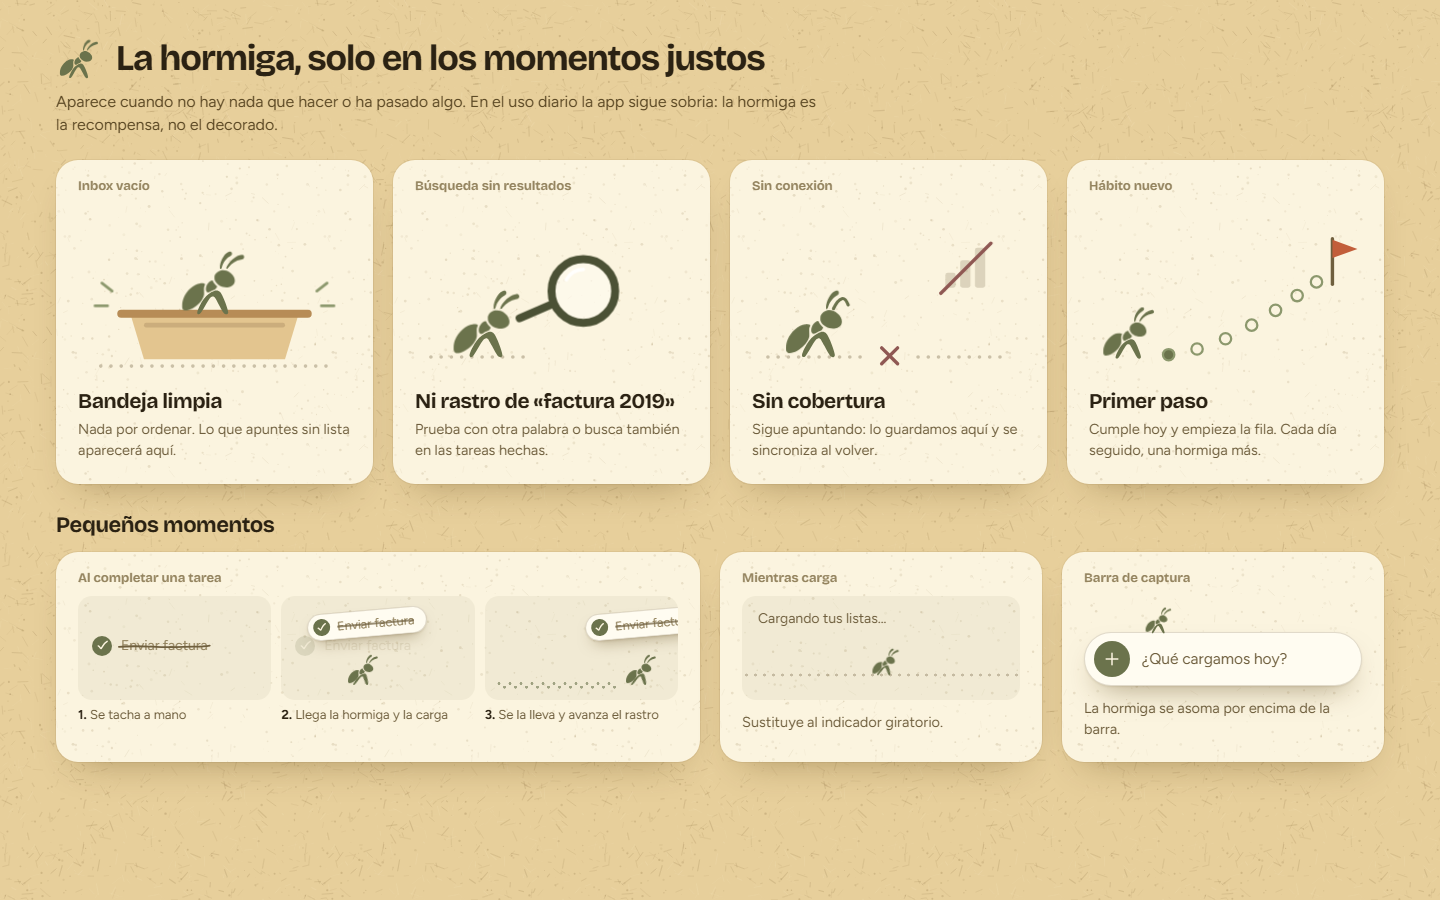 La hormiga, solo en los momentos justos
Aparece cuando no hay nada que hacer o ha pasado algo. En el uso diario la app sigue sobria: la hormiga es
la recompensa, no el decorado.
Inbox vacío
Bandeja limpia
Nada por ordenar. Lo que apuntes sin lista
aparecerá aquí.
Búsqueda sin resultados
Ni rastro de «factura 2019»
Prueba con otra palabra o busca también
en las tareas hechas.
Sin conexión
Sin cobertura
Sigue apuntando: lo guardamos aquí y se
sincroniza al volver.
Hábito nuevo
Primer paso
Cumple hoy y empieza la fila. Cada día
seguido, una hormiga más.
Pequeños momentos
Al completar una tarea
Enviar factura
1. Se tacha a mano
Enviar factura
Enviar factura
2. Llega la hormiga y la carga
Enviar fact
3. Se la lleva y avanza el rastro
Mientras carga
Cargando tus listas…
Sustituye al indicador giratorio.
Barra de captura
¿Qué cargamos hoy?
La hormiga se asoma por encima de la
barra.